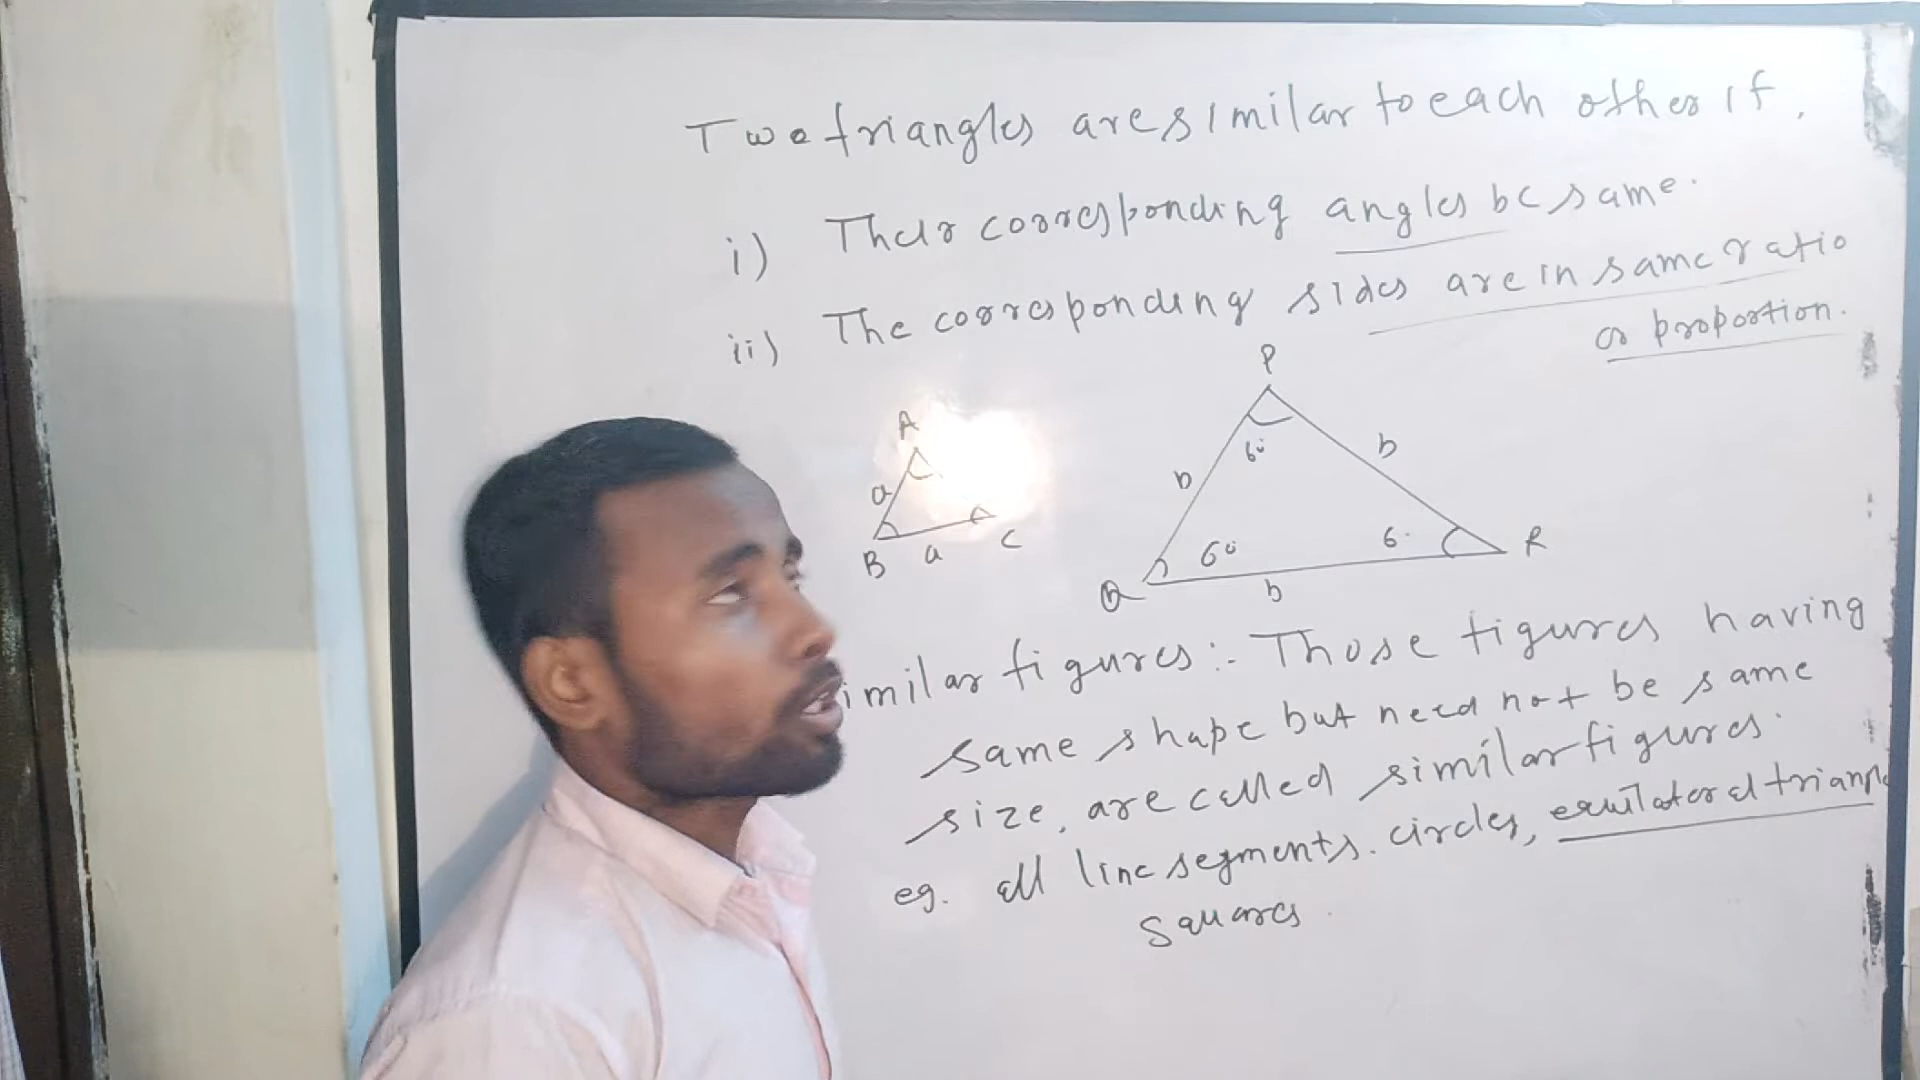 Two triangles are similar to each other if,
i) Their corresponding angles be same.
ii) The corresponding sides are in same ratio
or proportion.
P
A
60
b
b
a
B
a
C
60
6
R
Q
b
imilar figures:- Those figures having
same shape but need not be same
size, are called similar figures.
eg. all line segments. circles, equilateral triangle
squares.